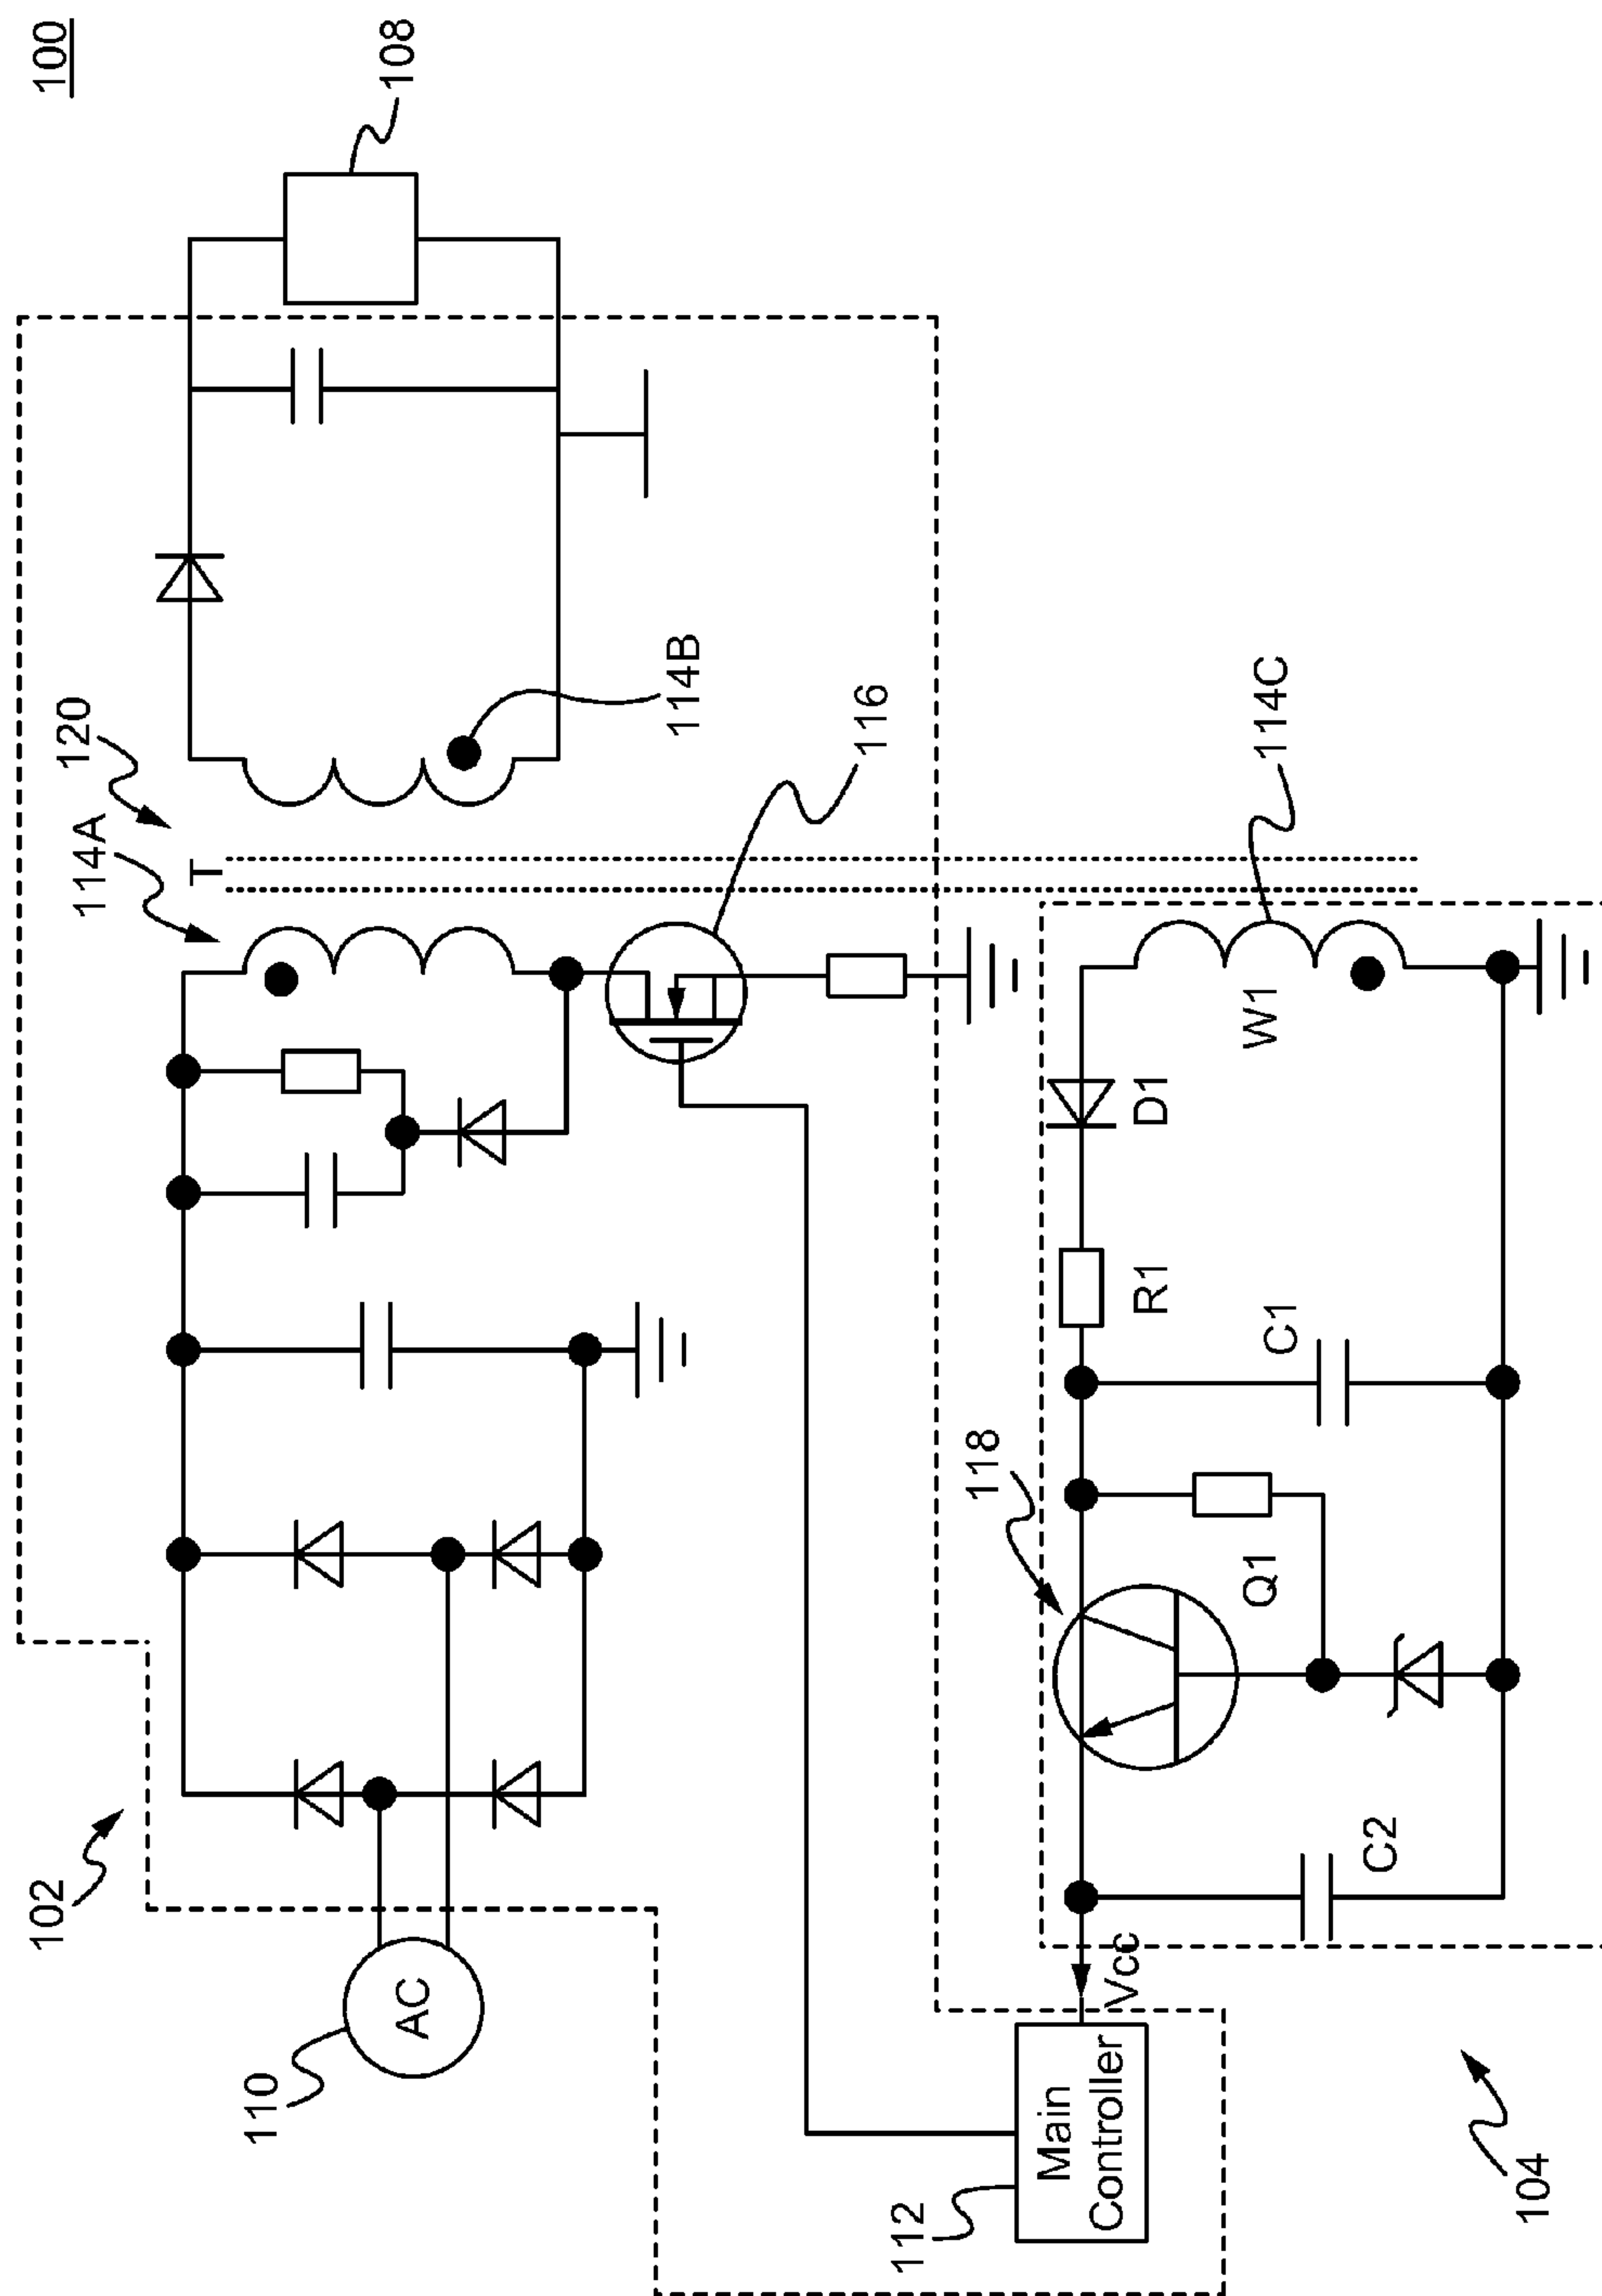 100
102
120
114A
108
110
AC
114B
116
118
114C
112
Main
Controller
Vcc
C2
Q1
C1
R1
D1
W1
T
104